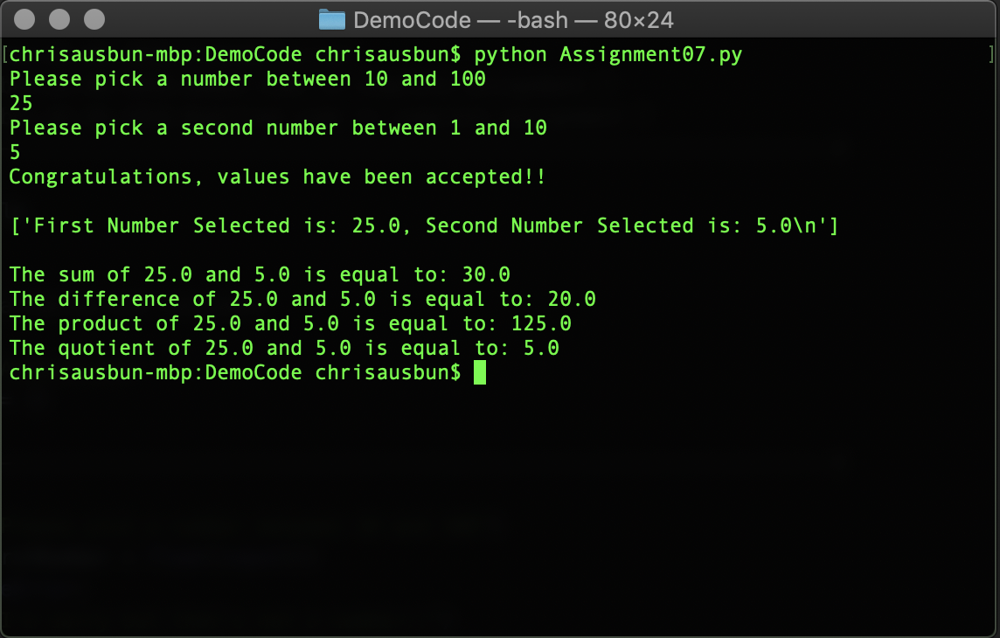 DemoCode — -bash — 80×24
[chrisausbun-mbp:DemoCode chrisausbun$ python Assignment07.py ]
Please pick a number between 10 and 100
25
Please pick a second number between 1 and 10
5
Congratulations, values have been accepted!!
['First Number Selected is: 25.0, Second Number Selected is: 5.0\n']
The sum of 25.0 and 5.0 is equal to: 30.0
The difference of 25.0 and 5.0 is equal to: 20.0
The product of 25.0 and 5.0 is equal to: 125.0
The quotient of 25.0 and 5.0 is equal to: 5.0
chrisausbun-mbp:DemoCode chrisausbun$